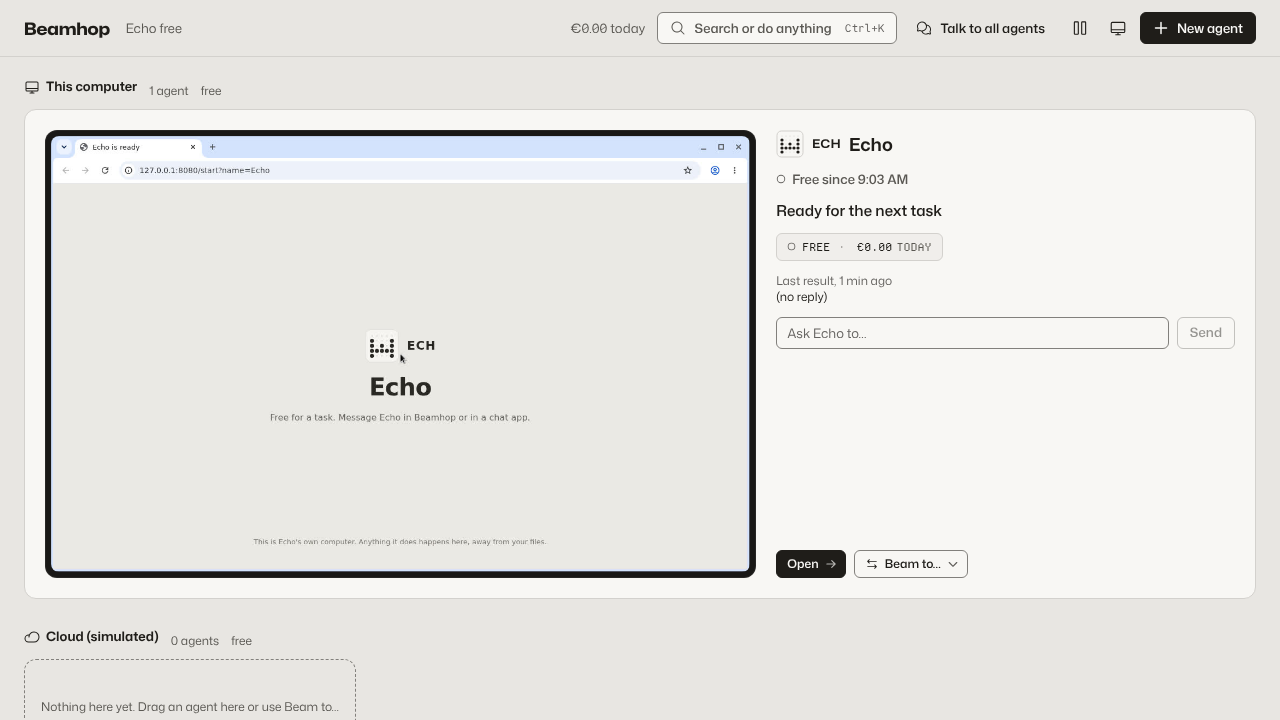 Beamhop Echo free €0.00 today Search or do anything Ctrl+K Talk to all agents New agent
This computer 1 agent free
Echo is ready
127.0.0.1:8080/start?name=Echo
ECH
Echo
Free for a task. Message Echo in Beamhop or in a chat app.
This is Echo's own computer. Anything it does happens here, away from your files.
ECH Echo
Free since 9:03 AM
Ready for the next task
FREE · €0.00 TODAY
Last result, 1 min ago
(no reply)
Ask Echo to... Send
Open Beam to...
Cloud (simulated) 0 agents free
Nothing here yet. Drag an agent here or use Beam to...